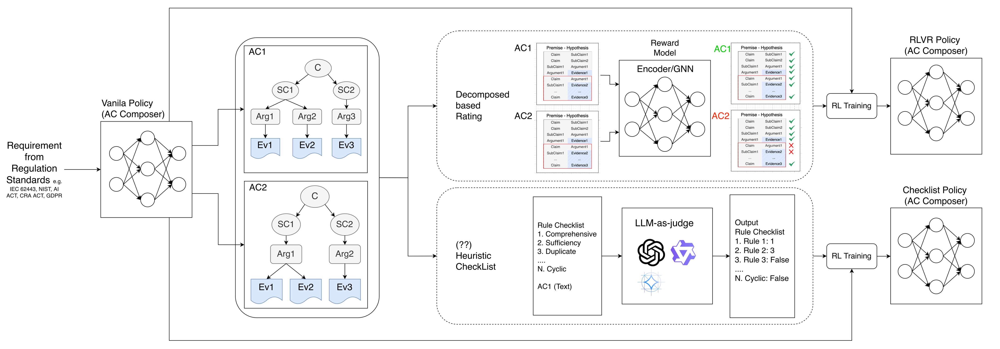 Requirement
from
Regulation
Standards e.g.
IEC 62443, NIST, AI
ACT, CRA ACT, GDPR
Vanila Policy
(AC Composer)
AC1
C
SC1
SC2
Arg1
Arg2
Arg3
Ev1
Ev2
Ev3
AC2
C
SC1
SC2
Arg1
Arg2
Ev1
Ev2
Ev3
Decomposed
based
Rating
AC1
Premise - Hypothesis
Claim SubClaim1
Claim SubClaim2
SubClaim1 Argument1
Argument1 Evidence1
Claim Argument1
SubClaim1 Evidence2
... ...
Claim Evidence3
AC2
Premise - Hypothesis
Claim SubClaim1
Claim SubClaim2
SubClaim1 Argument1
Argument1 Evidence1
Claim Argument1
SubClaim1 Evidence2
... ...
Claim Evidence3
Reward
Model
Encoder/GNN
AC1
Premise - Hypothesis
Claim SubClaim1
Claim SubClaim2
SubClaim1 Argument1
Argument1 Evidence1
Claim Argument1
SubClaim1 Evidence2
... ...
Claim Evidence3
AC2
Premise - Hypothesis
Claim SubClaim1
Claim SubClaim2
SubClaim1 Argument1
Argument1 Evidence1
Claim Argument1
SubClaim1 Evidence2
... ...
Claim Evidence3
RL Training
RLVR Policy
(AC Composer)
(??)
Heuristic
CheckList
Rule Checklist
1. Comprehensive
2. Sufficiency
3. Duplicate
....
N. Cyclic
AC1 (Text)
LLM-as-judge
Output
Rule Checklist
1. Rule 1: 1
2. Rule 2: 3
3. Rule 3: False
....
N. Cyclic: False
RL Training
Checklist Policy
(AC Composer)